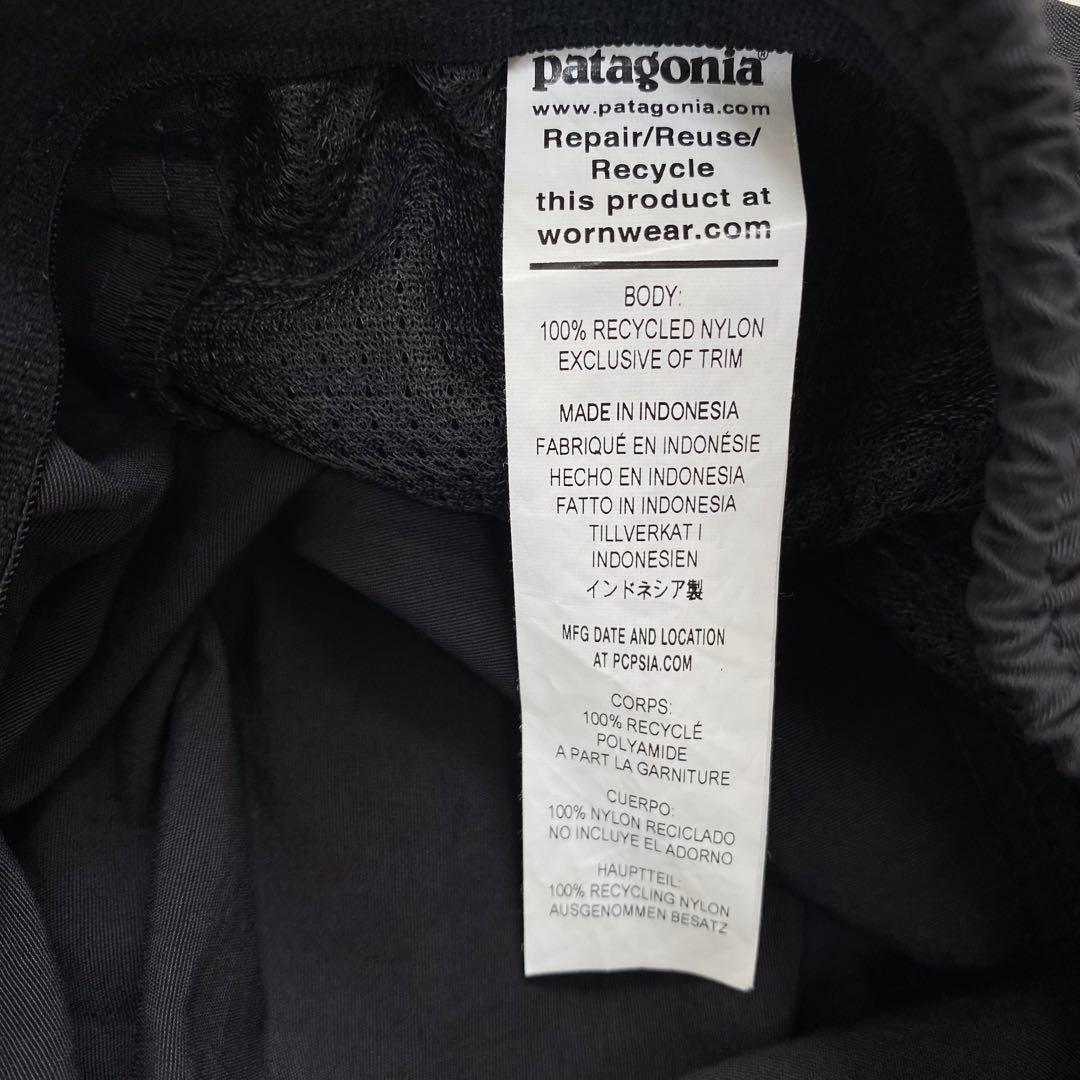 patagonia®
www.patagonia.com
Repair/Reuse/
Recycle
this product at
wornwear.com
BODY:
100% RECYCLED NYLON
EXCLUSIVE OF TRIM
MADE IN INDONESIA
FABRIQUÉ EN INDONÉSIE
HECHO EN INDONESIA
FATTO IN INDONESIA
TILLVERKAT I
INDONESIEN
インドネシア製
MFG DATE AND LOCATION
AT PCPSIA.COM
CORPS:
100% RECYCLÉ
POLYAMIDE
A PART LA GARNITURE
CUERPO:
100% NYLON RECICLADO
NO INCLUYE EL ADORNO
HAUPTTEIL:
100% RECYCLING NYLON
AUSGENOMMEN BESATZ